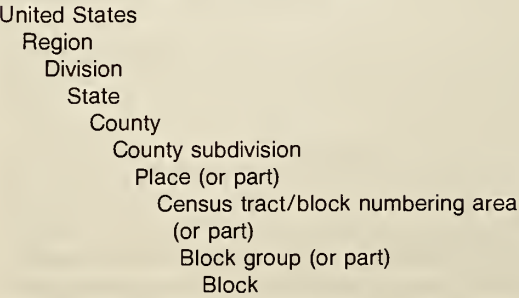 United States
Region
Division
State
County
County subdivision
Place (or part)
Census tract/block numbering area
(or part)
Block group (or part)
Block